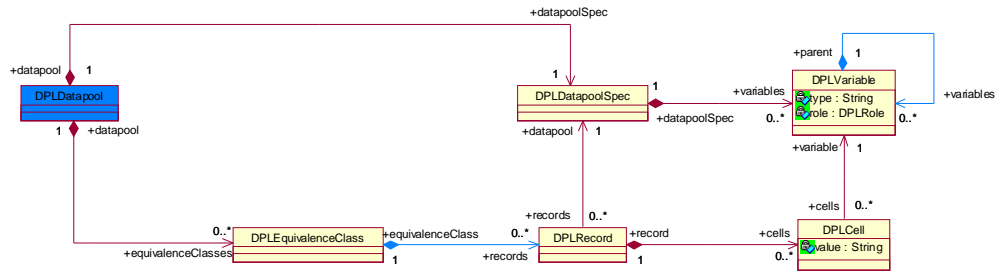 +datapoolSpec
+datapool
1
1
+parent
1
DPLDatapool
DPLDatapoolSpec
1
+variables
0..*
+datapoolSpec
DPLVariable
type : String
role : DPLRole
+variables
0..*
1
+datapool
+datapool
1
+variable
1
+records
0..*
+cells
0..*
0..*
+equivalenceClasses
DPLEquivalenceClass
+equivalenceClass
1
0..*
+records
DPLRecord
+record
1
+cells
0..*
DPLCell
value : String